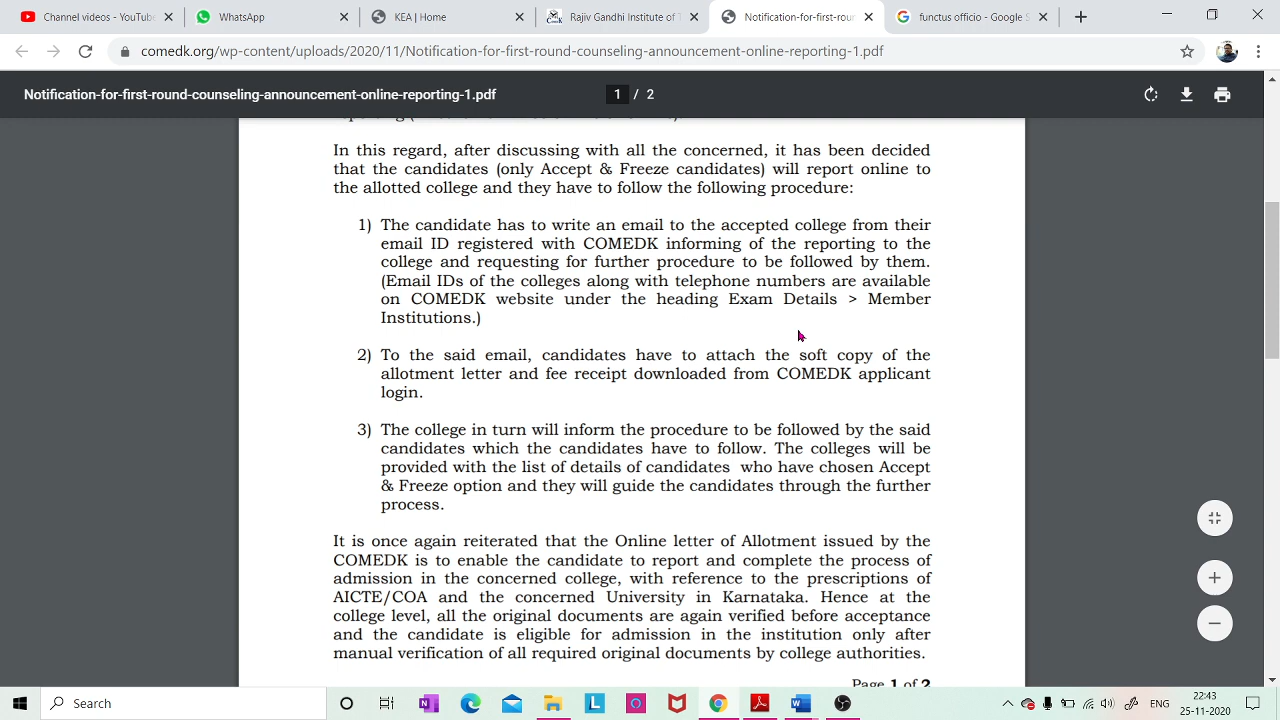 Channel videos - YouTube
WhatsApp
KEA | Home
Rajiv Gandhi Institute of T
Notification-for-first-rour
functus officio - Google S
comedk.org/wp-content/uploads/2020/11/Notification-for-first-round-counseling-announcement-online-reporting-1.pdf
Notification-for-first-round-counseling-announcement-online-reporting-1.pdf
1 / 2
In this regard, after discussing with all the concerned, it has been decided
that the candidates (only Accept & Freeze candidates) will report online to
the allotted college and they have to follow the following procedure:
1) The candidate has to write an email to the accepted college from their
email ID registered with COMEDK informing of the reporting to the
college and requesting for further procedure to be followed by them.
(Email IDs of the colleges along with telephone numbers are available
on COMEDK website under the heading Exam Details > Member
Institutions.)
2) To the said email, candidates have to attach the soft copy of the
allotment letter and fee receipt downloaded from COMEDK applicant
login.
3) The college in turn will inform the procedure to be followed by the said
candidates which the candidates have to follow. The colleges will be
provided with the list of details of candidates who have chosen Accept
& Freeze option and they will guide the candidates through the further
process.
It is once again reiterated that the Online letter of Allotment issued by the
COMEDK is to enable the candidate to report and complete the process of
admission in the concerned college, with reference to the prescriptions of
AICTE/COA and the concerned University in Karnataka. Hence at the
college level, all the original documents are again verified before acceptance
and the candidate is eligible for admission in the institution only after
manual verification of all required original documents by college authorities.
Page 1 of 2
Search
ENG
22:43
25-11-2020